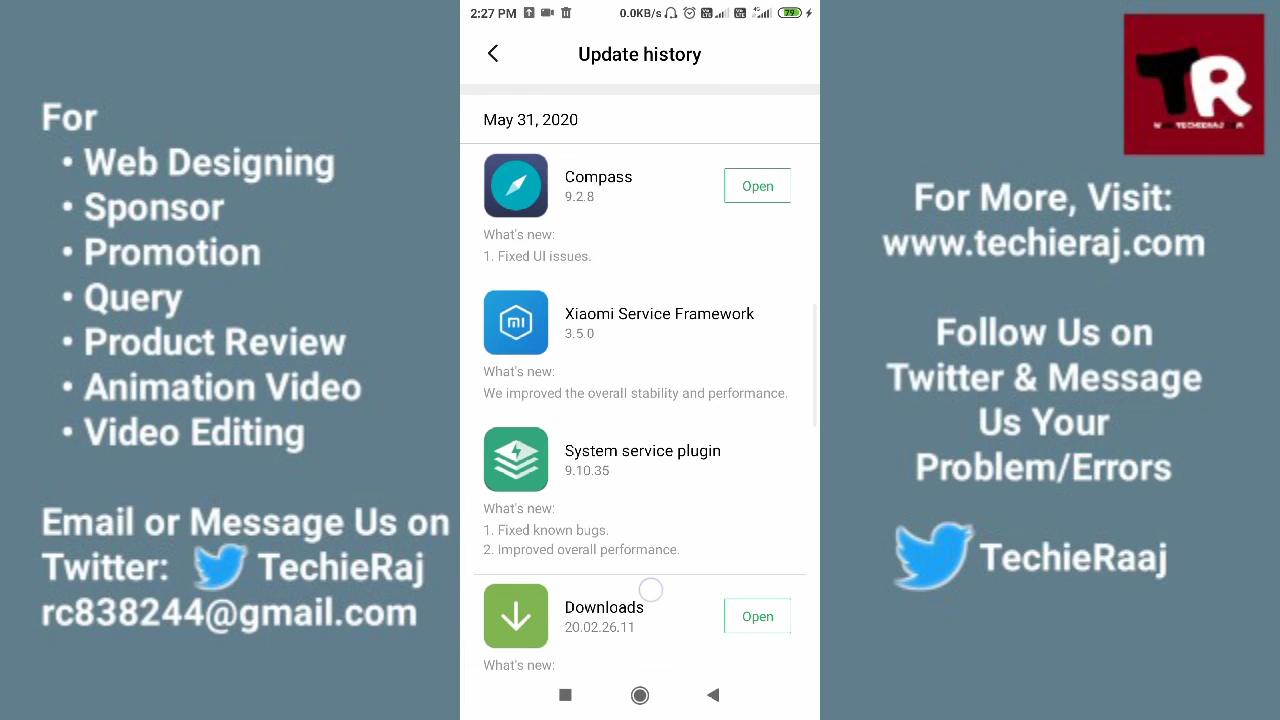 For
• Web Designing
• Sponsor
• Promotion
• Query
• Product Review
• Animation Video
• Video Editing
Email or Message Us on
Twitter: TechieRaj
rc838244@gmail.com
2:27 PM 0.0KB/s 4G 79
Update history
May 31, 2020
Compass
9.2.8
Open
What's new:
1. Fixed UI issues.
Xiaomi Service Framework
3.5.0
What's new:
We improved the overall stability and performance.
System service plugin
9.10.35
What's new:
1. Fixed known bugs.
2. Improved overall performance.
Downloads
20.02.26.11
Open
What's new:
TR
For More, Visit:
www.techieraj.com
Follow Us on
Twitter & Message
Us Your
Problem/Errors
TechieRaaj